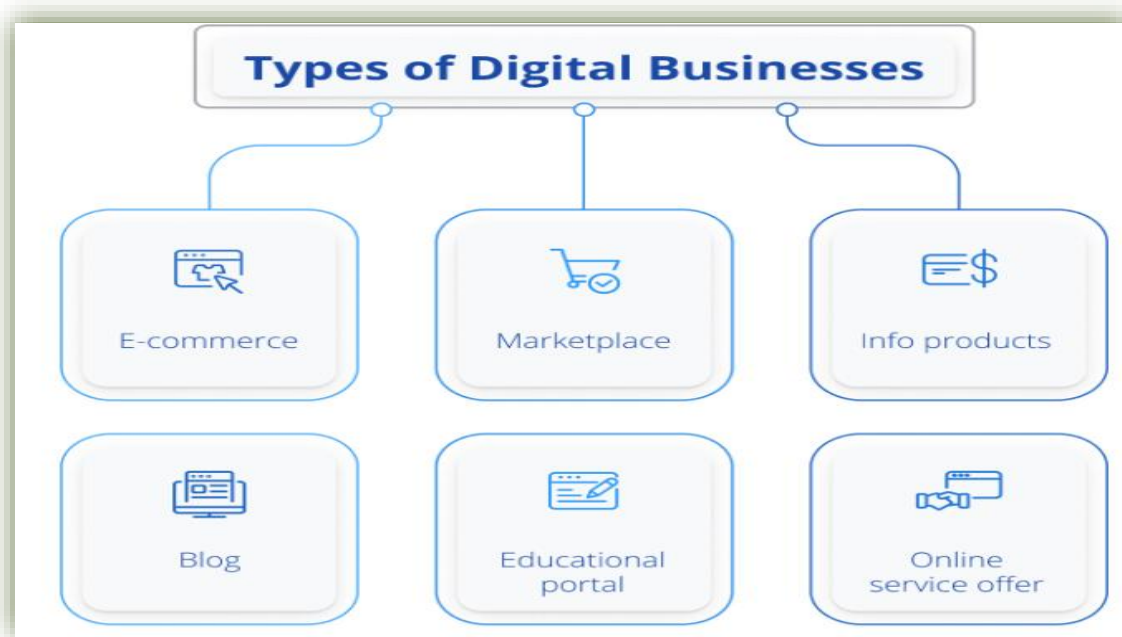 Types of Digital Businesses
E-commerce
Marketplace
Info products
Blog
Educational
portal
Online
service offer